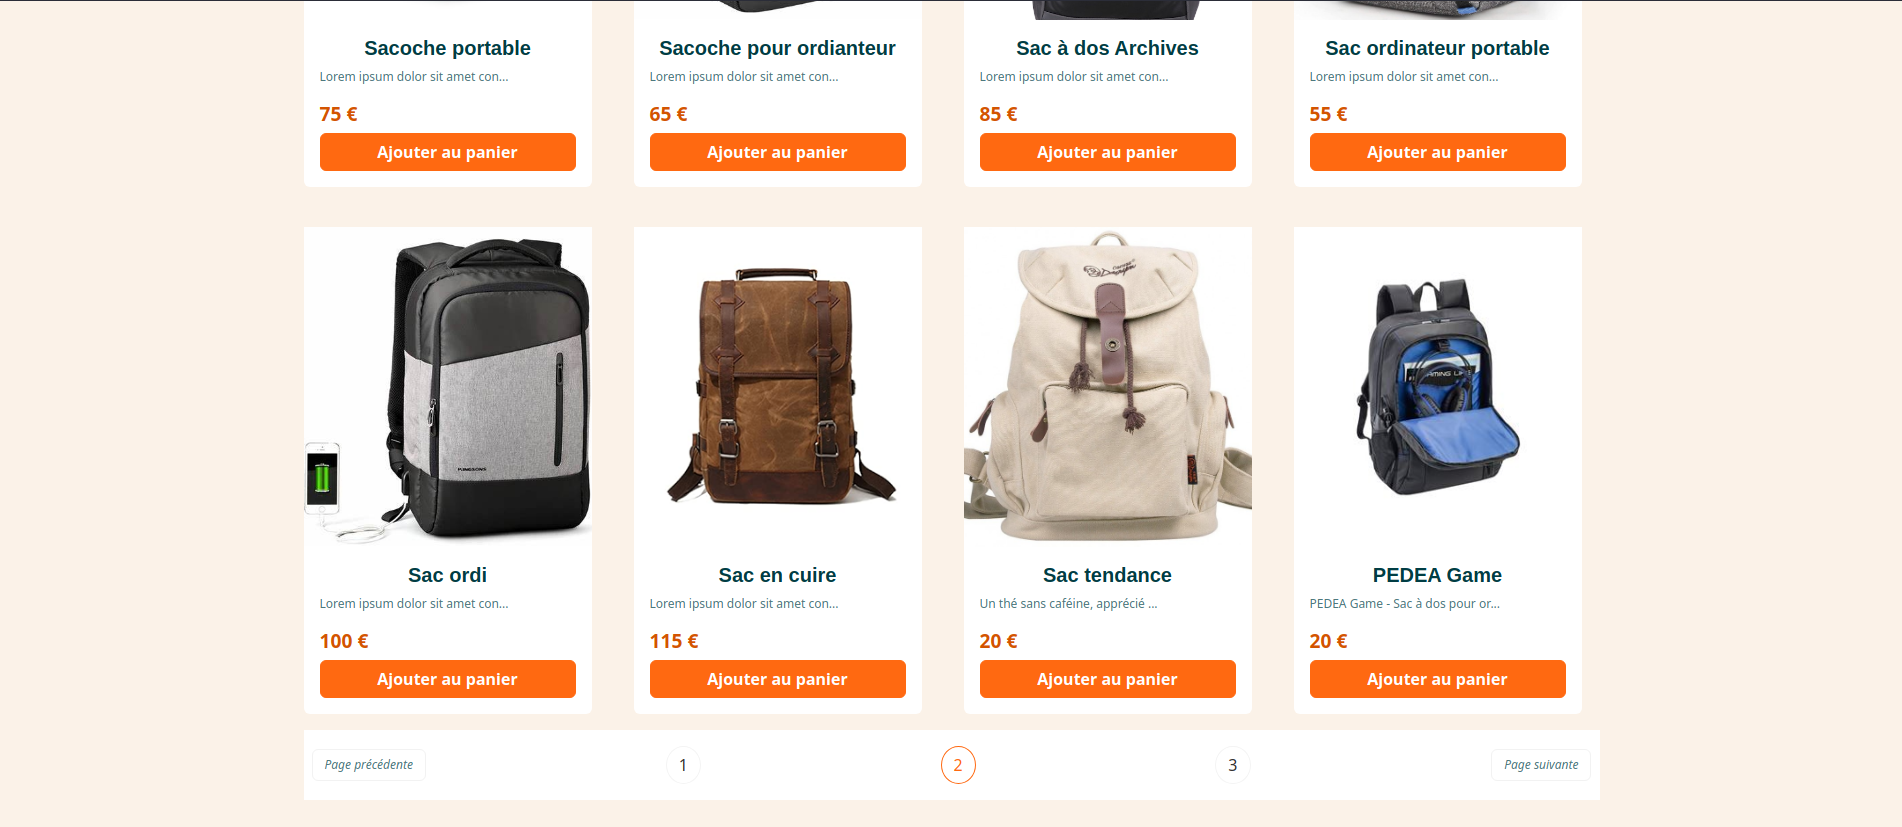 Sacoche portable
Lorem ipsum dolor sit amet con...
75 €
Ajouter au panier
Sacoche pour ordianteur
Lorem ipsum dolor sit amet con...
65 €
Ajouter au panier
Sac à dos Archives
Lorem ipsum dolor sit amet con...
85 €
Ajouter au panier
Sac ordinateur portable
Lorem ipsum dolor sit amet con...
55 €
Ajouter au panier
Sac ordi
Lorem ipsum dolor sit amet con...
100 €
Ajouter au panier
Sac en cuire
Lorem ipsum dolor sit amet con...
115 €
Ajouter au panier
Sac tendance
Un thé sans caféine, apprécié ...
20 €
Ajouter au panier
PEDEA Game
PEDEA Game - Sac à dos pour or...
20 €
Ajouter au panier
Page précédente
1
2
3
Page suivante